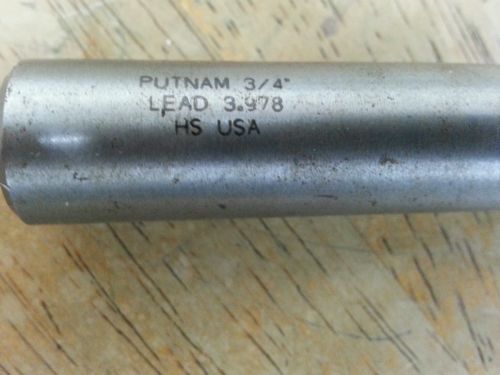 PUTNAM 3/4"
LEAD 3.978
HS USA